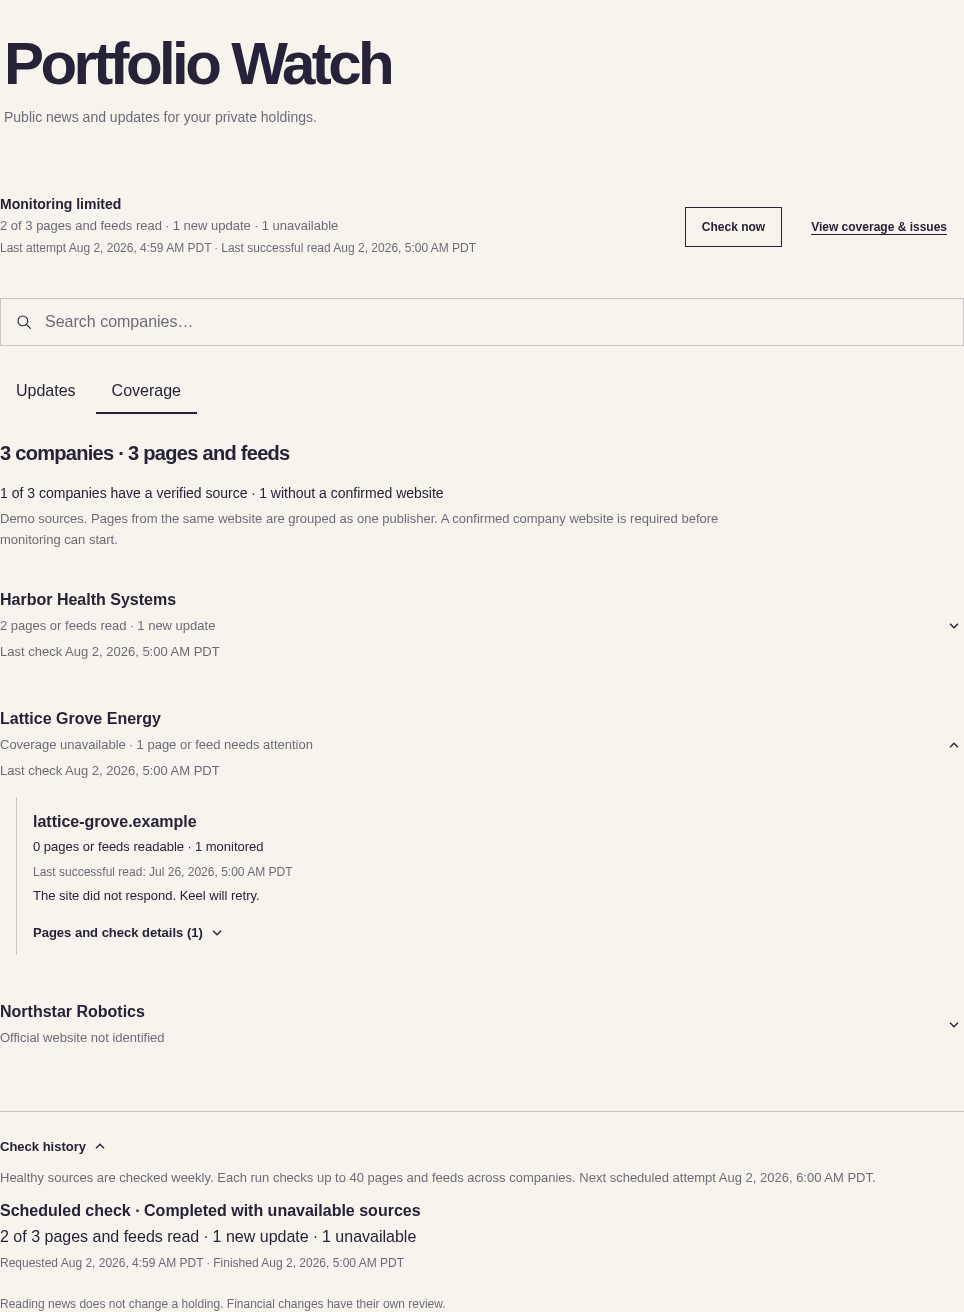 Portfolio Watch
Public news and updates for your private holdings.
Monitoring limited
2 of 3 pages and feeds read · 1 new update · 1 unavailable
Last attempt Aug 2, 2026, 4:59 AM PDT · Last successful read Aug 2, 2026, 5:00 AM PDT
Check now
View coverage & issues
Search companies…
Updates
Coverage
3 companies · 3 pages and feeds
1 of 3 companies have a verified source · 1 without a confirmed website
Demo sources. Pages from the same website are grouped as one publisher. A confirmed company website is required before
monitoring can start.
Harbor Health Systems
2 pages or feeds read · 1 new update
Last check Aug 2, 2026, 5:00 AM PDT
Lattice Grove Energy
Coverage unavailable · 1 page or feed needs attention
Last check Aug 2, 2026, 5:00 AM PDT
lattice-grove.example
0 pages or feeds readable · 1 monitored
Last successful read: Jul 26, 2026, 5:00 AM PDT
The site did not respond. Keel will retry.
Pages and check details (1)
Northstar Robotics
Official website not identified
Check history
Healthy sources are checked weekly. Each run checks up to 40 pages and feeds across companies. Next scheduled attempt Aug 2, 2026, 6:00 AM PDT.
Scheduled check · Completed with unavailable sources
2 of 3 pages and feeds read · 1 new update · 1 unavailable
Requested Aug 2, 2026, 4:59 AM PDT · Finished Aug 2, 2026, 5:00 AM PDT
Reading news does not change a holding. Financial changes have their own review.